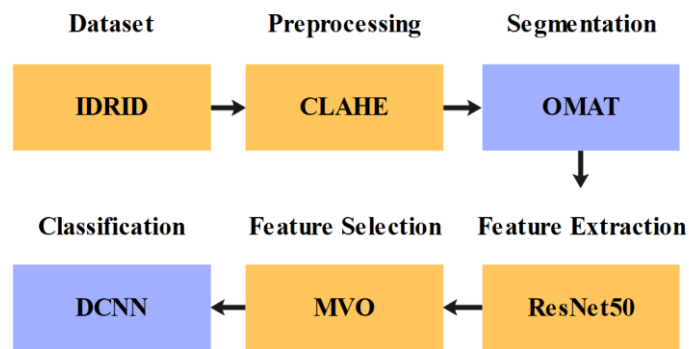 Dataset Preprocessing Segmentation
IDRID CLAHE OMAT
Classification Feature Selection Feature Extraction
DCNN MVO ResNet50